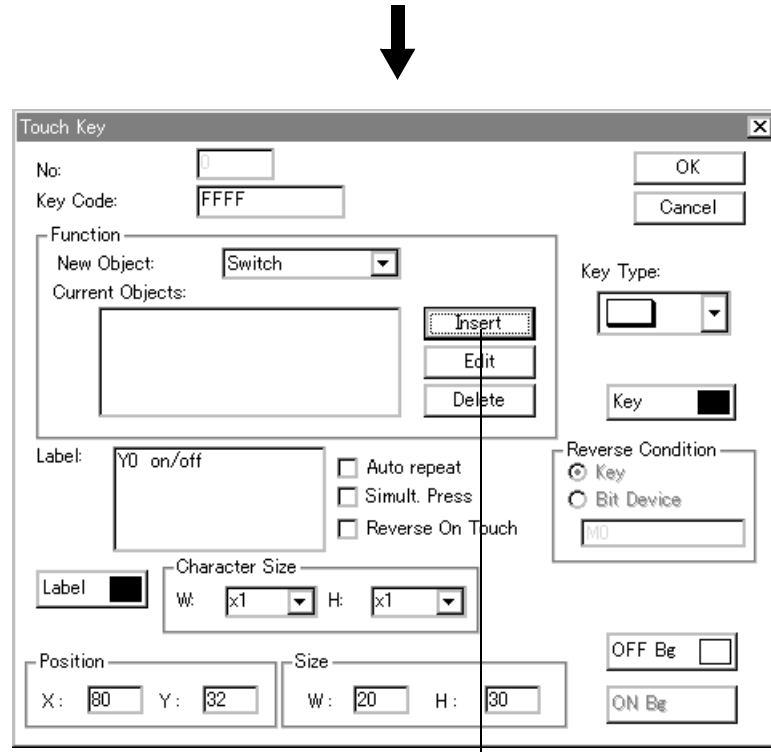 Touch Key
No: 0
OK
Key Code: FFFF
Cancel
Function
New Object: Switch
Key Type:
Current Objects:
Insert
Edit
Delete
Key
Label: Y0 on/off
Auto repeat
Simult. Press
Reverse On Touch
Reverse Condition
Key
Bit Device
M0
Label
Character Size
W: x1 H: x1
OFF Bg
Position
X: 80 Y: 32
Size
W: 20 H: 30
ON Bg